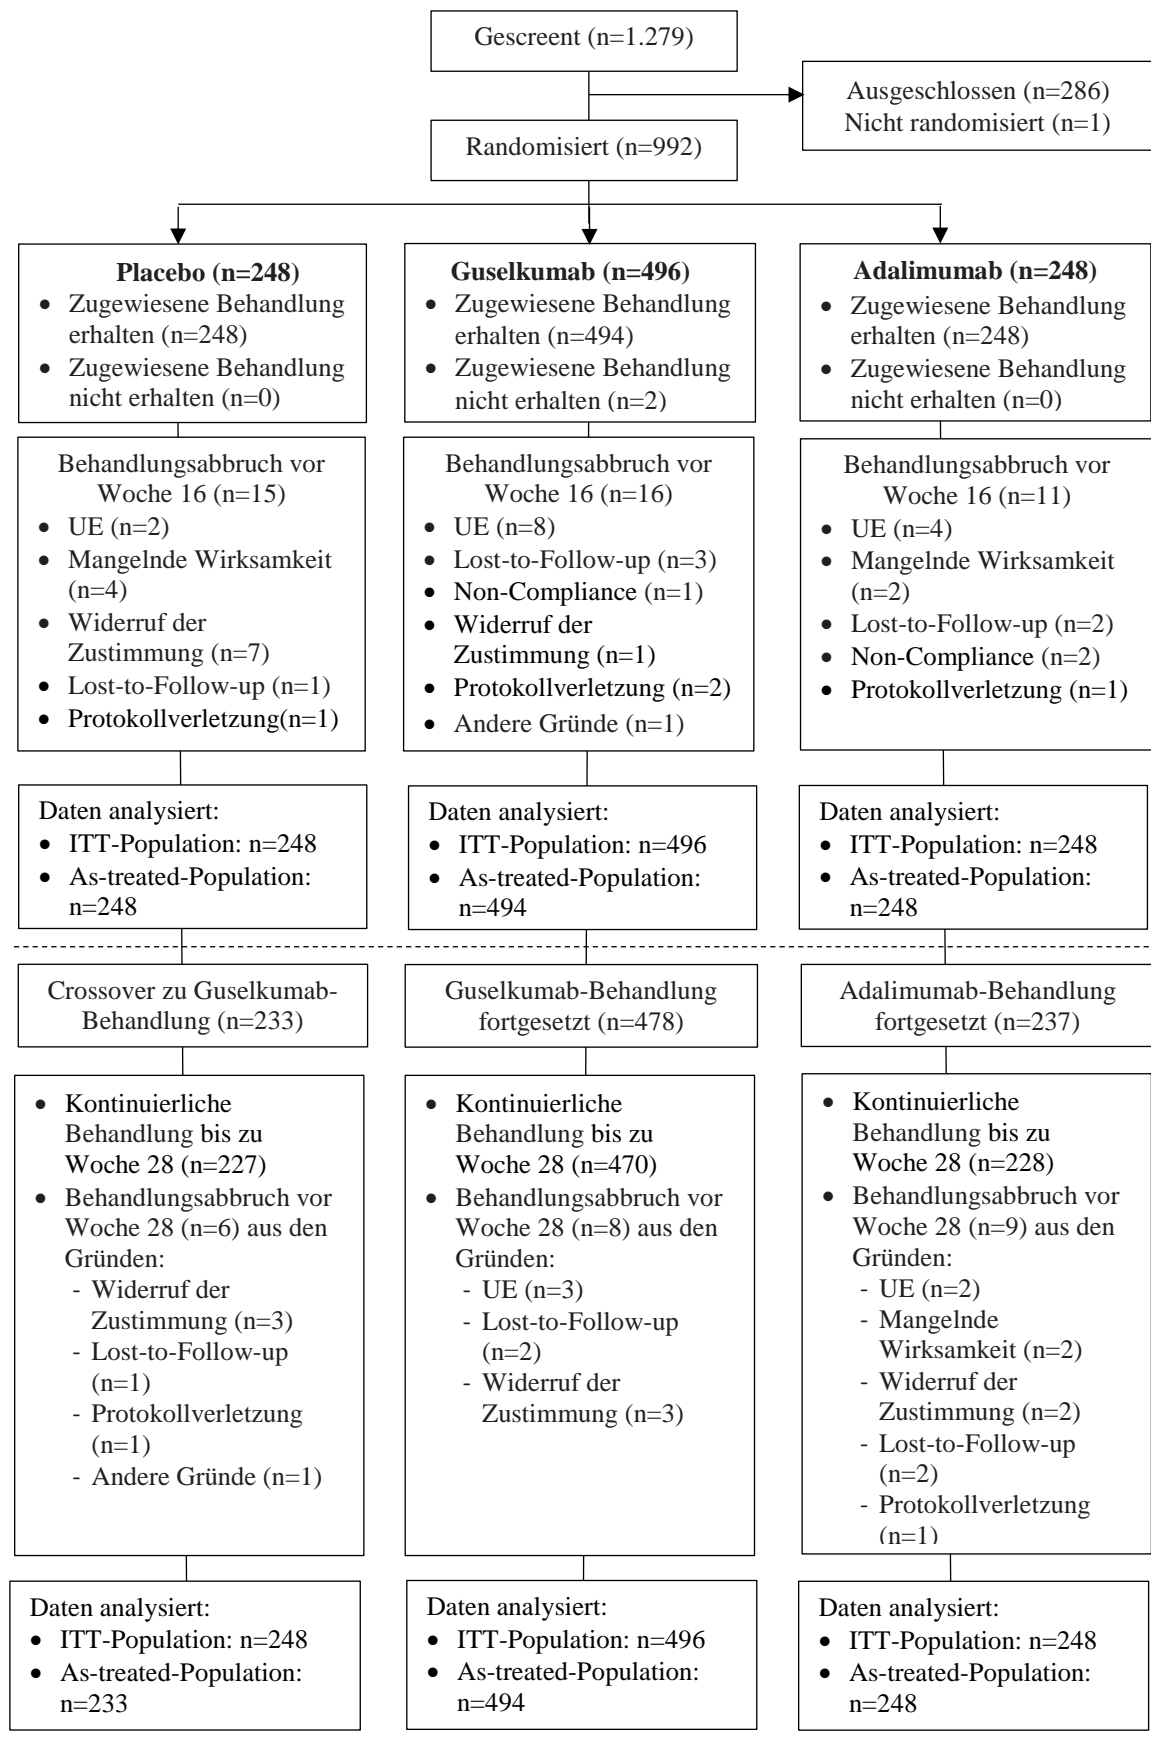 Gescreent (n=1.279)
Ausgeschlossen (n=286)
Nicht randomisiert (n=1)
Randomisiert (n=992)
Placebo (n=248)
• Zugewiesene Behandlung
erhalten (n=248)
• Zugewiesene Behandlung
nicht erhalten (n=0)
Guselkumab (n=496)
• Zugewiesene Behandlung
erhalten (n=494)
• Zugewiesene Behandlung
nicht erhalten (n=2)
Adalimumab (n=248)
• Zugewiesene Behandlung
erhalten (n=248)
• Zugewiesene Behandlung
nicht erhalten (n=0)
Behandlungsabbruch vor
Woche 16 (n=15)
• UE (n=2)
• Mangelnde Wirksamkeit
(n=4)
• Widerruf der
Zustimmung (n=7)
• Lost-to-Follow-up (n=1)
• Protokollverletzung(n=1)
Behandlungsabbruch vor
Woche 16 (n=16)
• UE (n=8)
• Lost-to-Follow-up (n=3)
• Non-Compliance (n=1)
• Widerruf der
Zustimmung (n=1)
• Protokollverletzung (n=2)
• Andere Gründe (n=1)
Behandlungsabbruch vor
Woche 16 (n=11)
• UE (n=4)
• Mangelnde Wirksamkeit
(n=2)
• Lost-to-Follow-up (n=2)
• Non-Compliance (n=2)
• Protokollverletzung (n=1)
Daten analysiert:
• ITT-Population: n=248
• As-treated-Population:
n=248
Daten analysiert:
• ITT-Population: n=496
• As-treated-Population:
n=494
Daten analysiert:
• ITT-Population: n=248
• As-treated-Population:
n=248
Crossover zu Guselkumab-
Behandlung (n=233)
Guselkumab-Behandlung
fortgesetzt (n=478)
Adalimumab-Behandlung
fortgesetzt (n=237)
• Kontinuierliche
Behandlung bis zu
Woche 28 (n=227)
• Behandlungsabbruch vor
Woche 28 (n=6) aus den
Gründen:
- Widerruf der
Zustimmung (n=3)
- Lost-to-Follow-up
(n=1)
- Protokollverletzung
(n=1)
- Andere Gründe (n=1)
• Kontinuierliche
Behandlung bis zu
Woche 28 (n=470)
• Behandlungsabbruch vor
Woche 28 (n=8) aus den
Gründen:
- UE (n=3)
- Lost-to-Follow-up
(n=2)
- Widerruf der
Zustimmung (n=3)
• Kontinuierliche
Behandlung bis zu
Woche 28 (n=228)
• Behandlungsabbruch vor
Woche 28 (n=9) aus den
Gründen:
- UE (n=2)
- Mangelnde
Wirksamkeit (n=2)
- Widerruf der
Zustimmung (n=2)
- Lost-to-Follow-up
(n=2)
- Protokollverletzung
(n=1)
Daten analysiert:
• ITT-Population: n=248
• As-treated-Population:
n=233
Daten analysiert:
• ITT-Population: n=496
• As-treated-Population:
n=494
Daten analysiert:
• ITT-Population: n=248
• As-treated-Population:
n=248